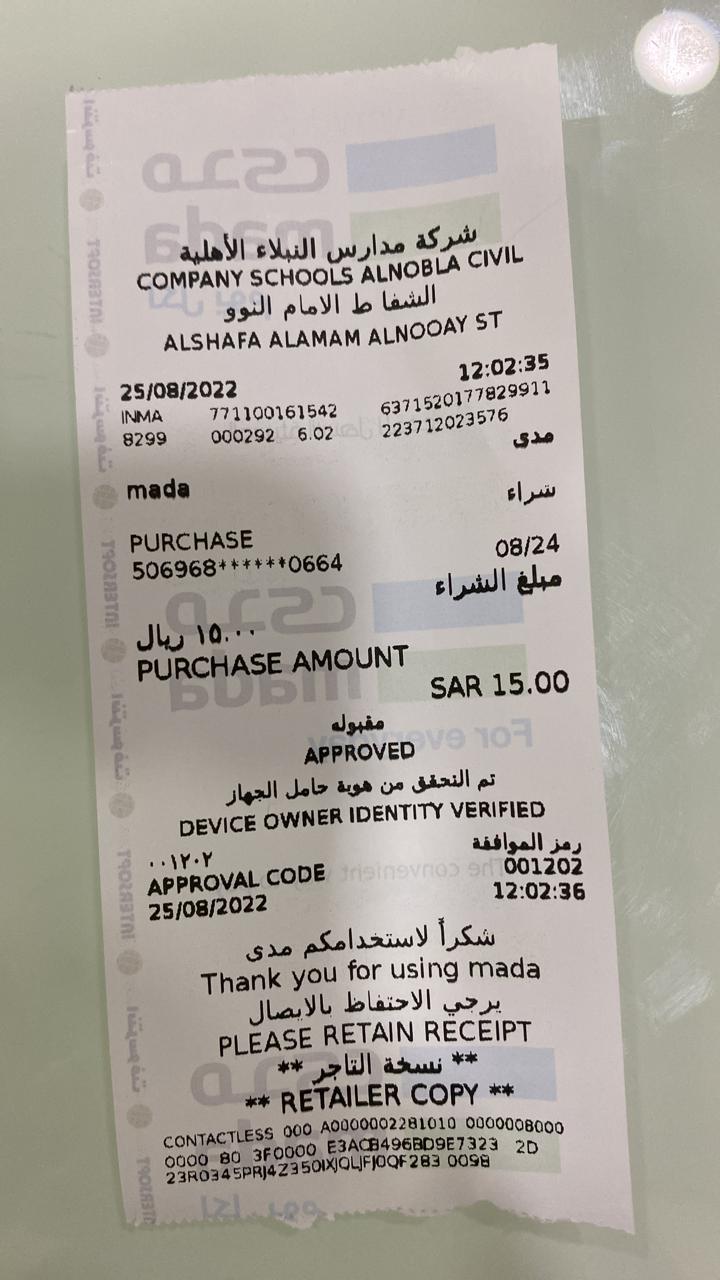 شركة مدارس النبلاء الأهلية
COMPANY SCHOOLS ALNOBLA CIVIL
الشفا ط الامام النوو
ALSHAFA ALAMAM ALNOOAY ST
25/08/2022 12:02:35
INMA 771100161542 6371520177829911
8299 000292 6.02 223712023576
مدى
mada شراء
PURCHASE 08/24
506968******0664
مبلغ الشراء
١٥.٠٠ ريال
PURCHASE AMOUNT
SAR 15.00
مقبوله
APPROVED
تم التحقق من هوية حامل الجهاز
DEVICE OWNER IDENTITY VERIFIED
رمز الموافقة
٠٠١٢٠٢
APPROVAL CODE 001202
25/08/2022 12:02:36
شكراً لاستخدامكم مدى
Thank you for using mada
يرجي الاحتفاظ بالايصال
PLEASE RETAIN RECEIPT
** نسخة التاجر **
** RETAILER COPY **
CONTACTLESS 000 A0000002281010 0000008000
0000 80 3F0000 E3ACB496BD9E7323 2D